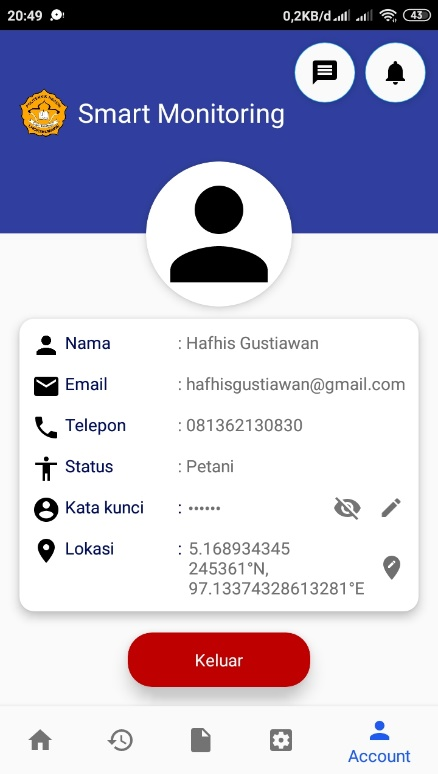 20:49
0,2KB/d
43
Smart Monitoring
Nama : Hafhis Gustiawan
Email : hafhisgustiawan@gmail.com
Telepon : 081362130830
Status : Petani
Kata kunci : ••••••
Lokasi : 5.168934345
245361°N,
97.13374328613281°E
Keluar
Account